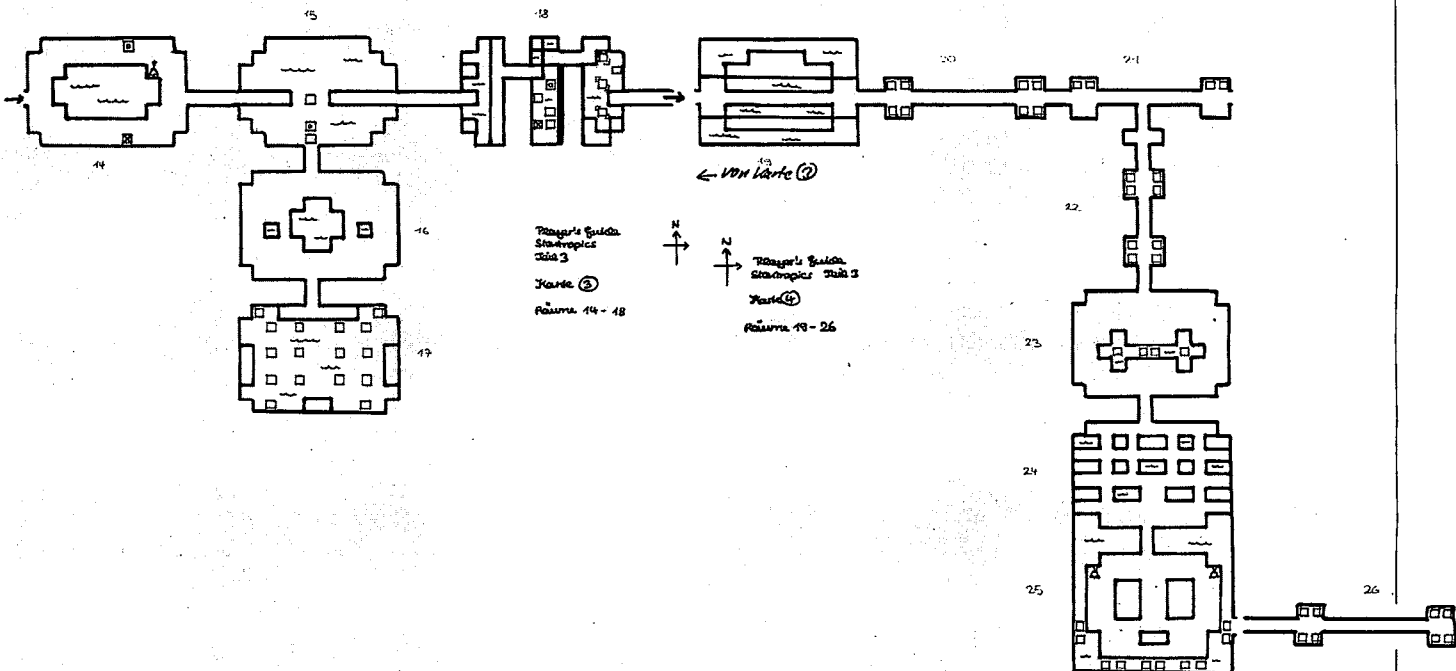 15
18
20
21
14
19
← von Karte
16
22
N
N
Player's Guide
Startropics
Teil 3
Karte ③
Räume 14-18
Player's Guide
Startropics Teil 3
Karte ④
Räume 19-26
17
23
24
25
26